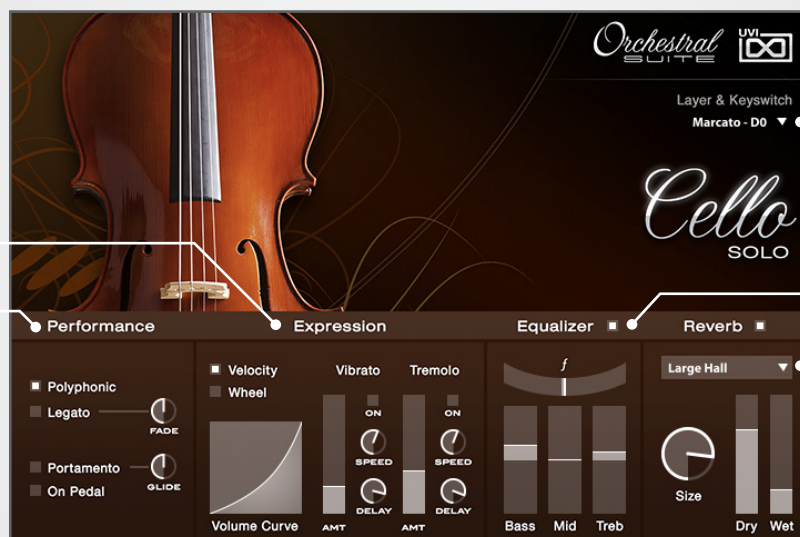 Orchestral
SUITE
UVI
Layer & Keyswitch
Marcato - D0
Cello
SOLO
Performance
Expression
Equalizer
Reverb
Polyphonic
Legato
FADE
Portamento
GLIDE
On Pedal
Velocity
Wheel
Volume Curve
Vibrato
Tremolo
ON
SPEED
DELAY
AMT
ON
SPEED
DELAY
AMT
f
Bass Mid Treb
Large Hall
Size
Dry Wet